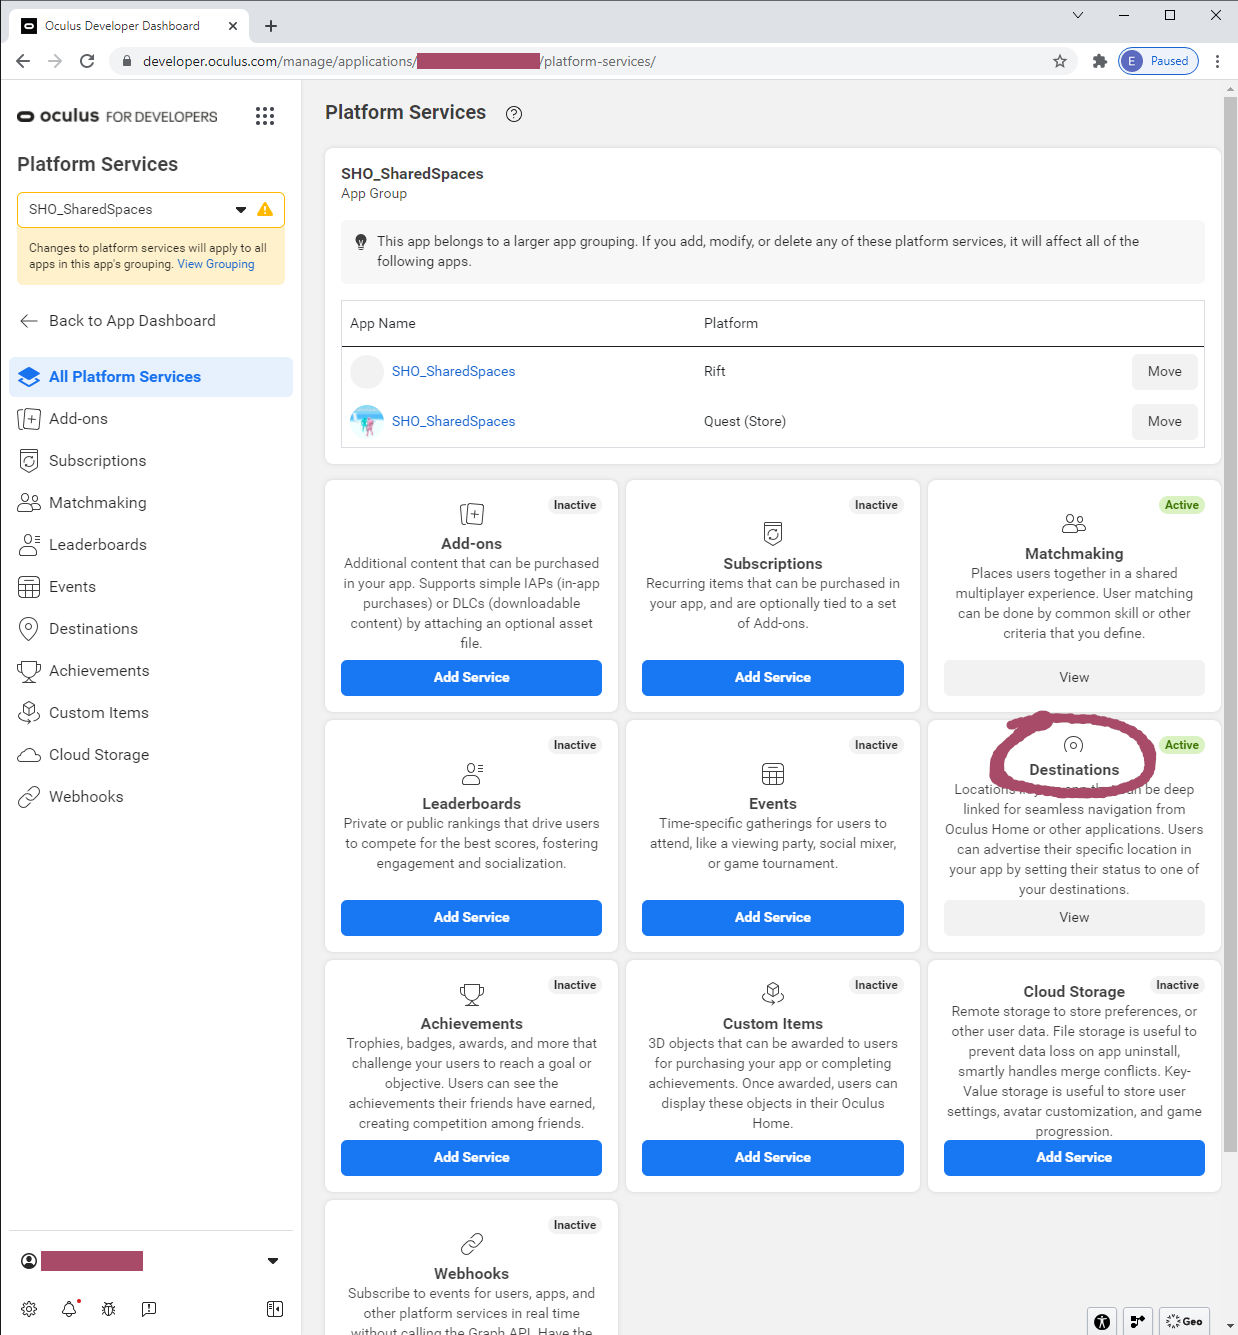 Oculus Developer Dashboard
developer.oculus.com/manage/applications/
/platform-services/
E
Paused
oculus FOR DEVELOPERS
Platform Services
SHO_SharedSpaces
Changes to platform services will apply to all
apps in this app's grouping. View Grouping
Back to App Dashboard
All Platform Services
Add-ons
Subscriptions
Matchmaking
Leaderboards
Events
Destinations
Achievements
Custom Items
Cloud Storage
Webhooks
Platform Services
SHO_SharedSpaces
App Group
This app belongs to a larger app grouping. If you add, modify, or delete any of these platform services, it will affect all of the
following apps.
App Name Platform
SHO_SharedSpaces Rift Move
SHO_SharedSpaces Quest (Store) Move
Inactive
Add-ons
Additional content that can be purchased
in your app. Supports simple IAPs (in-app
purchases) or DLCs (downloadable
content) by attaching an optional asset
file.
Add Service
Inactive
Subscriptions
Recurring items that can be purchased in
your app, and are optionally tied to a set
of Add-ons.
Add Service
Active
Matchmaking
Places users together in a shared
multiplayer experience. User matching
can be done by common skill or other
criteria that you define.
View
Inactive
Leaderboards
Private or public rankings that drive users
to compete for the best scores, fostering
engagement and socialization.
Add Service
Inactive
Events
Time-specific gatherings for users to
attend, like a viewing party, social mixer,
or game tournament.
Add Service
Active
Destinations
Locations be deep
linked for seamless navigation from
Oculus Home or other applications. Users
can advertise their specific location in
your app by setting their status to one of
your destinations.
View
Inactive
Achievements
Trophies, badges, awards, and more that
challenge your users to reach a goal or
objective. Users can see the
achievements their friends have earned,
creating competition among friends.
Add Service
Inactive
Custom Items
3D objects that can be awarded to users
for purchasing your app or completing
achievements. Once awarded, users can
display these objects in their Oculus
Home.
Add Service
Inactive
Cloud Storage
Remote storage to store preferences, or
other user data. File storage is useful to
prevent data loss on app uninstall,
smartly handles merge conflicts. Key-
Value storage is useful to store user
settings, avatar customization, and game
progression.
Add Service
Inactive
Webhooks
Subscribe to events for users, apps, and
other platform services in real time
without calling the Graph API. Have the
Geo